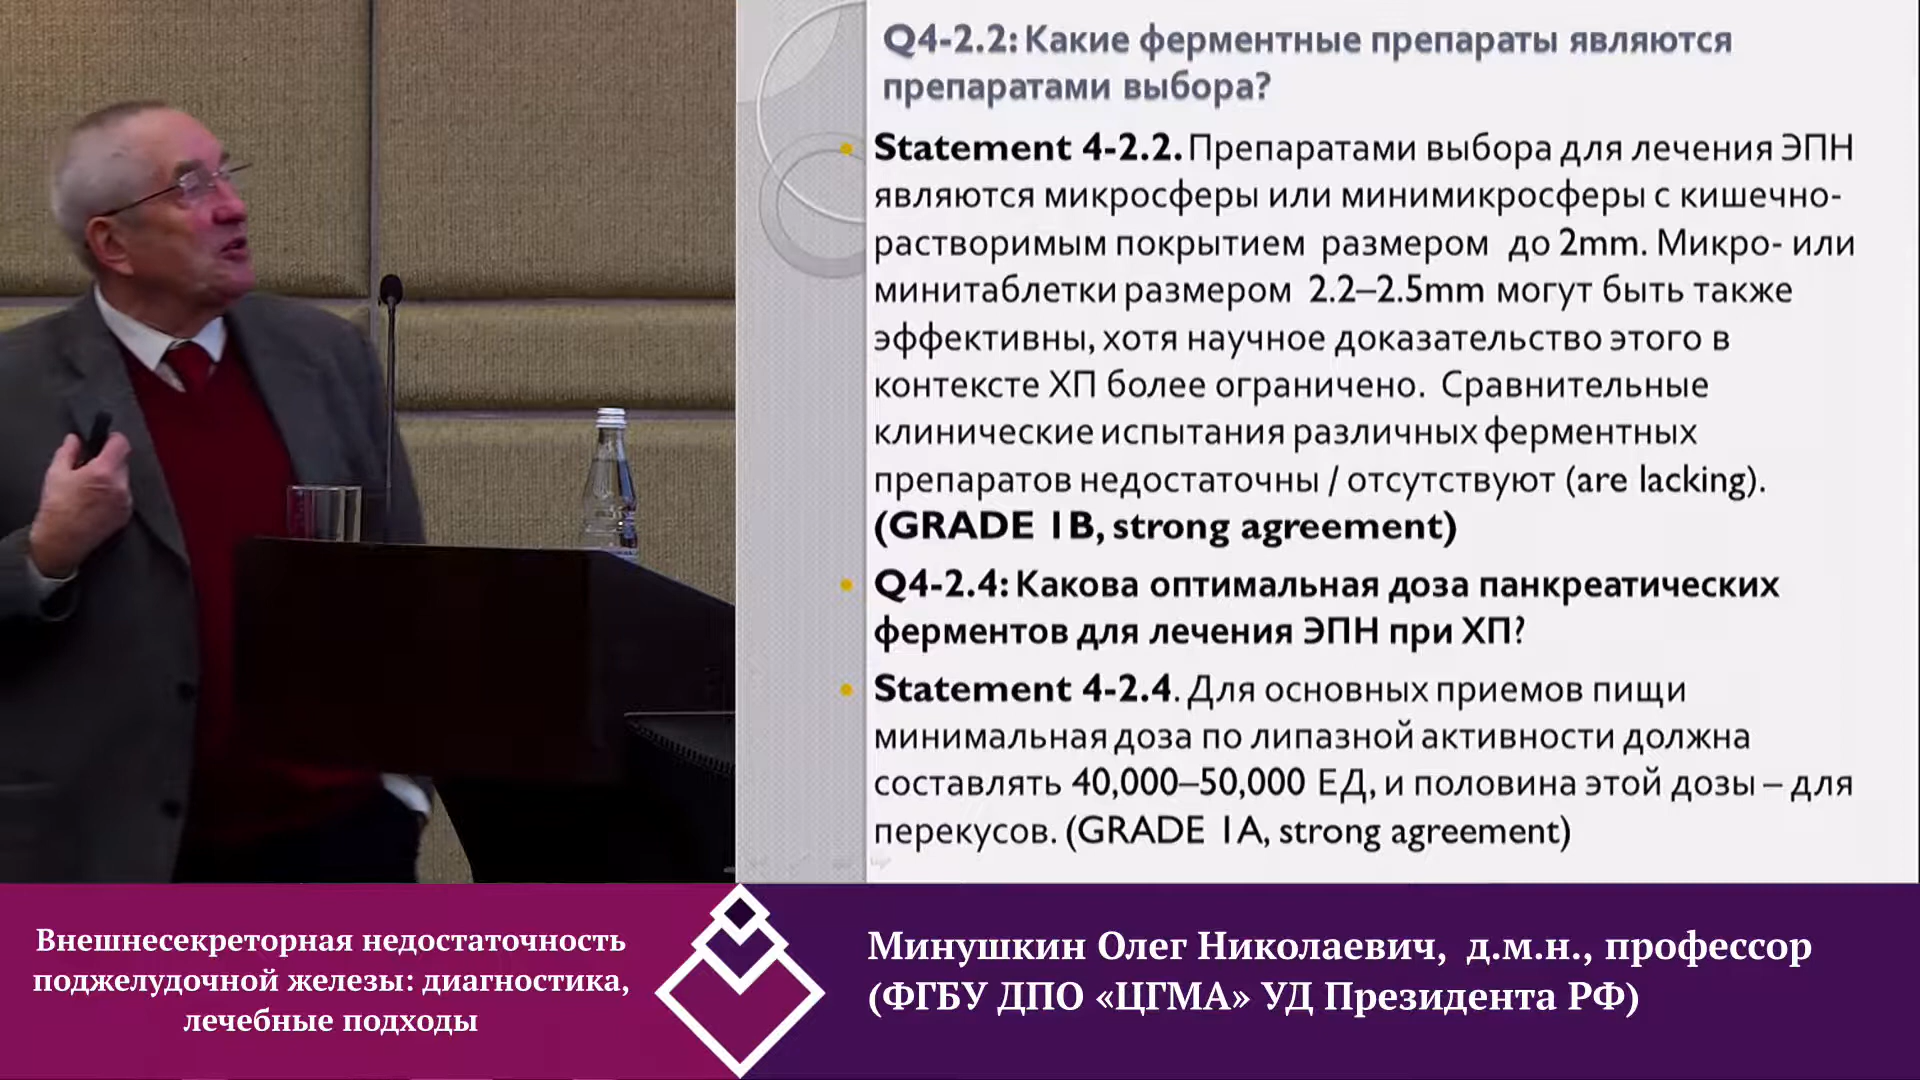 Q4-2.2: Какие ферментные препараты являются
препаратами выбора?
Statement 4-2.2. Препаратами выбора для лечения ЭПН
являются микросферы или минимикросферы с кишечно-
растворимым покрытием размером до 2mm. Микро- или
минитаблетки размером 2.2–2.5mm могут быть также
эффективны, хотя научное доказательство этого в
контексте ХП более ограничено. Сравнительные
клинические испытания различных ферментных
препаратов недостаточны / отсутствуют (are lacking).
(GRADE 1B, strong agreement)
Q4-2.4: Какова оптимальная доза панкреатических
ферментов для лечения ЭПН при ХП?
Statement 4-2.4. Для основных приемов пищи
минимальная доза по липазной активности должна
составлять 40,000–50,000 ЕД, и половина этой дозы – для
перекусов. (GRADE 1A, strong agreement)
Внешнесекреторная недостаточность
поджелудочной железы: диагностика,
лечебные подходы
Минушкин Олег Николаевич, д.м.н., профессор
(ФГБУ ДПО «ЦГМА» УД Президента РФ)